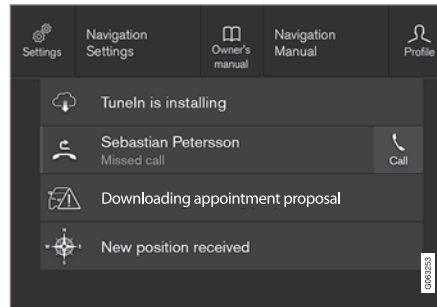 Settings
Navigation
Settings
Owner's
manual
Navigation
Manual
Profile
TuneIn is installing
Sebastian Petersson
Missed call
Call
Downloading appointment proposal
New position received
G063253